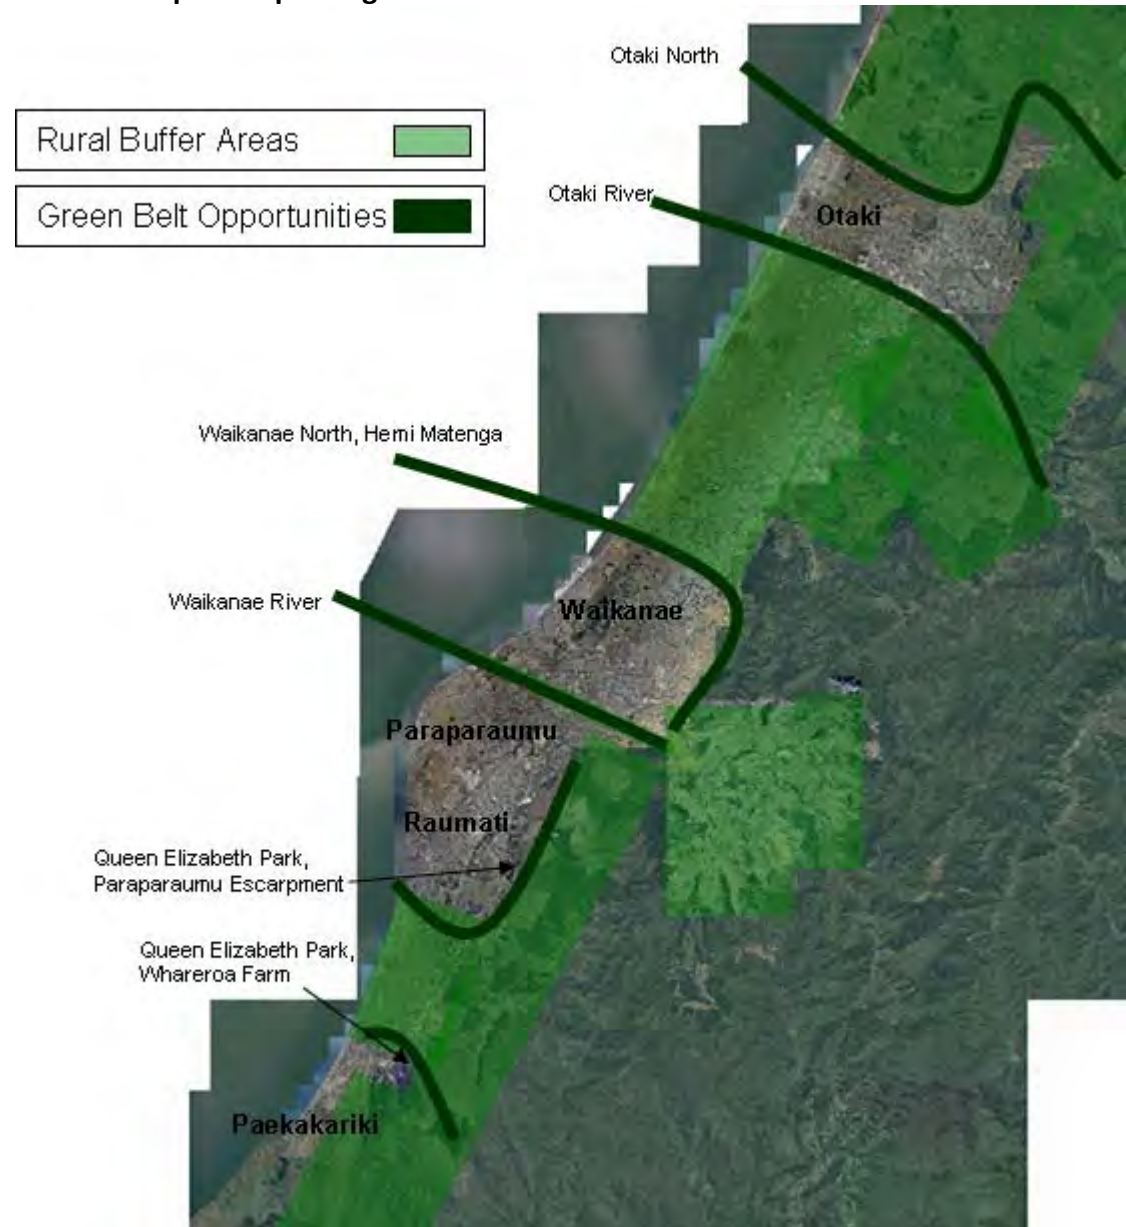 Otaki North
Rural Buffer Areas
Green Belt Opportunities
Otaki River
Otaki
Waikanae North, Hemi Matenga
Waikanae River
Waikanae
Paraparaumu
Raumati
Queen Elizabeth Park,
Paraparaumu Escarpment
Queen Elizabeth Park,
Whareroa Farm
Paekakariki